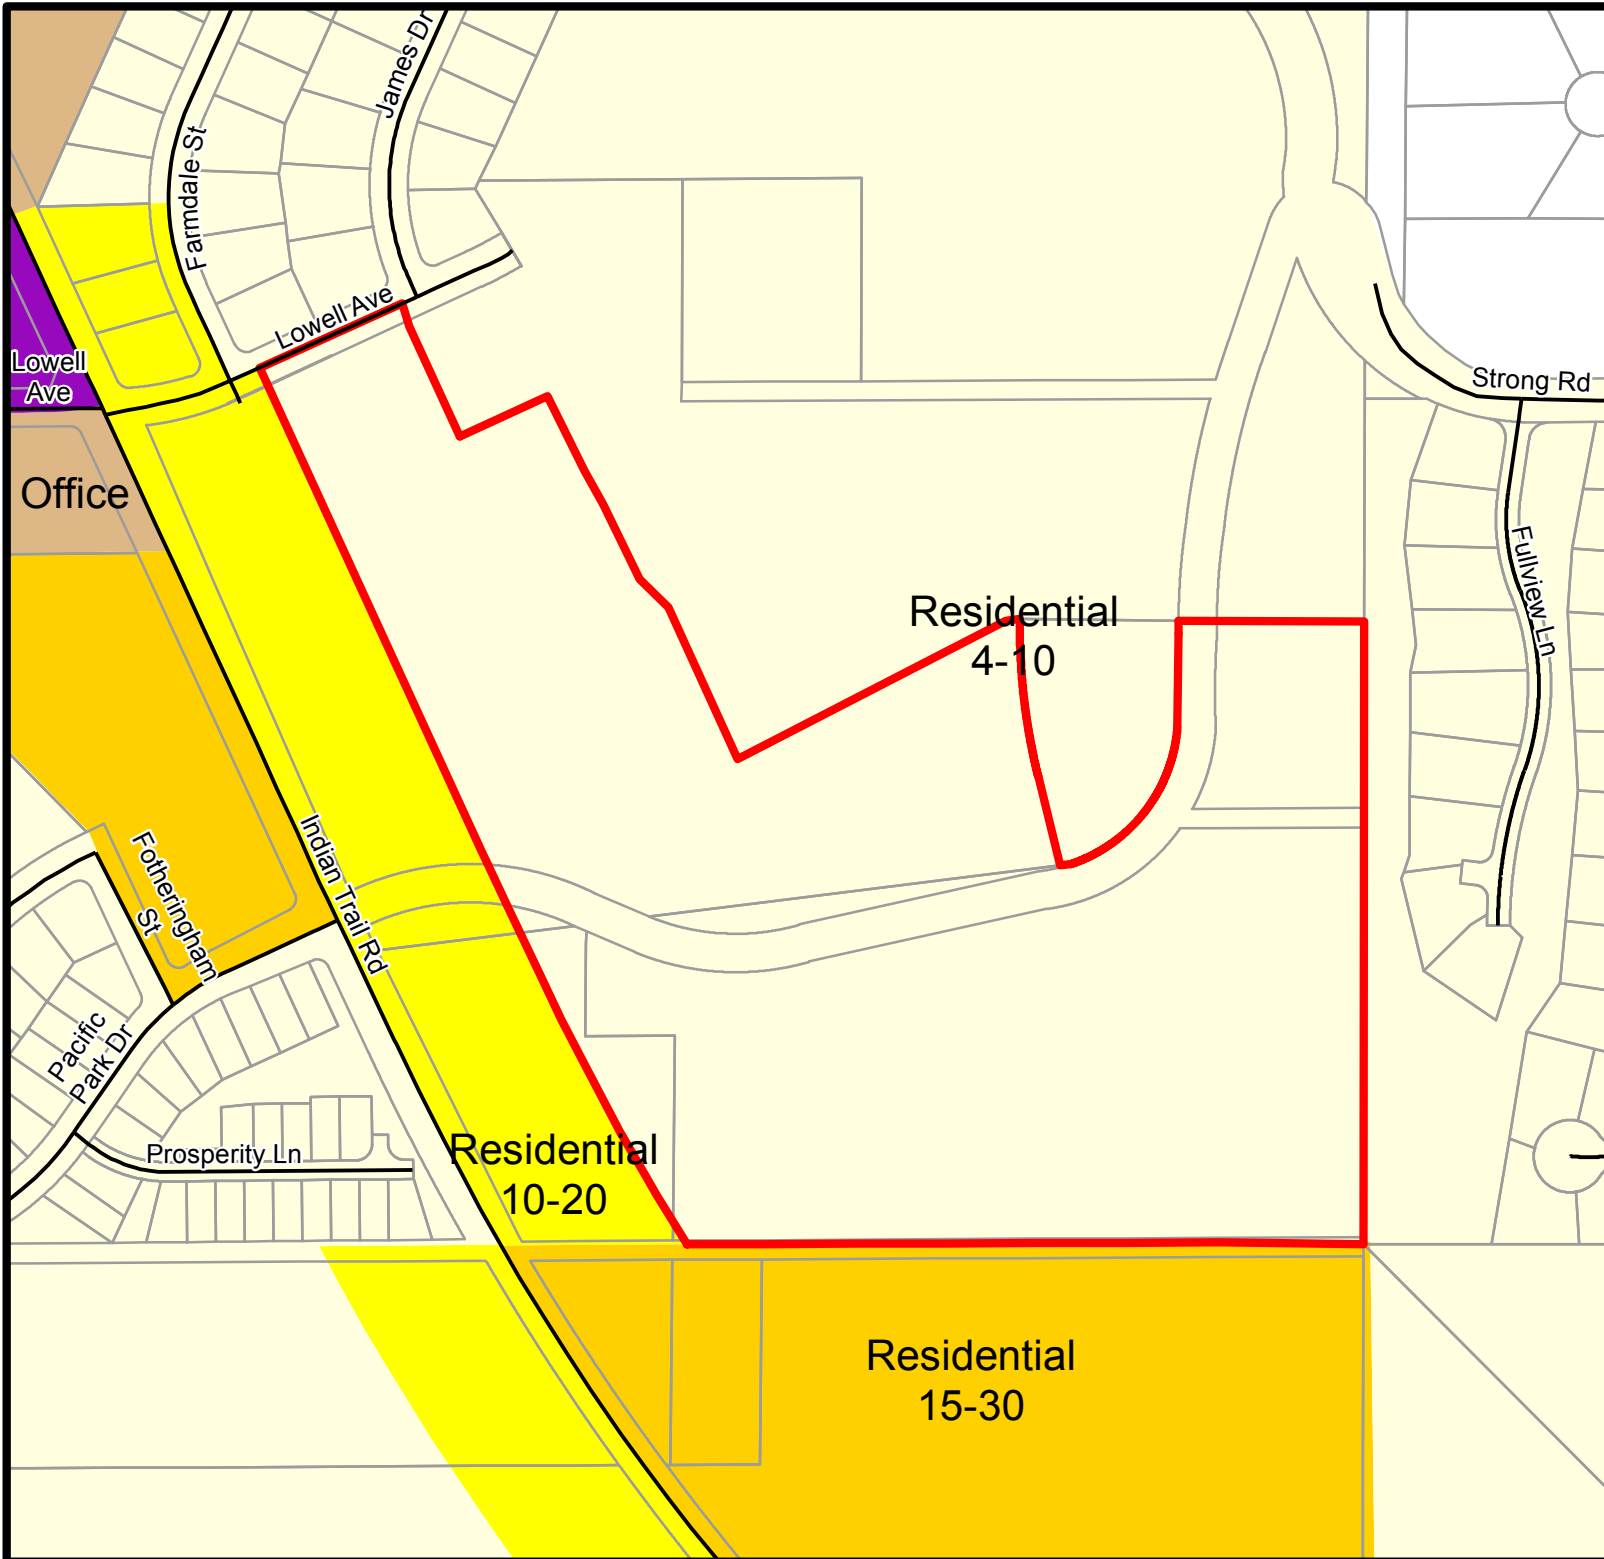 James Dr
Farmdale St
Lowell Ave
Lowell
Ave
Strong Rd
Office
Fullview Ln
Residential
4-10
Indian Trail Rd
Fotheringham
St
Pacific
Park Dr
Prosperity Ln
Residential
10-20
Residential
15-30